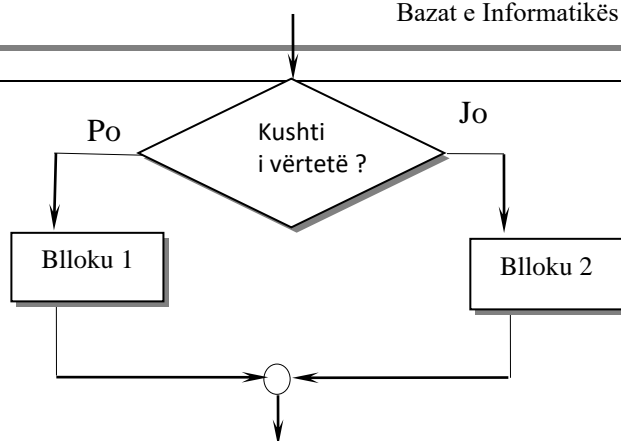 Bazat e Informatikës
Po
Jo
Kushti
i vërtetë ?
Blloku 1
Blloku 2